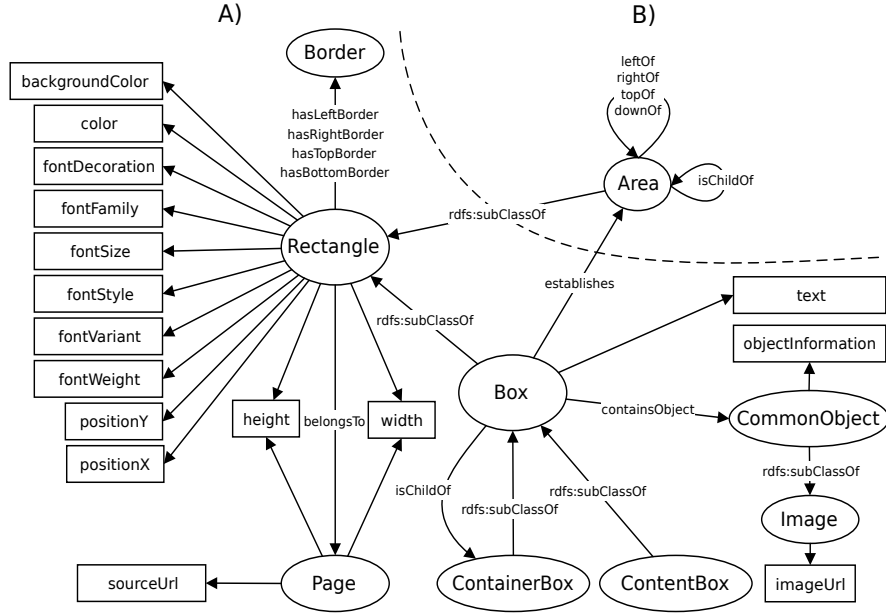 A)
B)
Border
leftOf
rightOf
topOf
downOf
backgroundColor
color
fontDecoration
fontFamily
fontSize
fontStyle
fontVariant
fontWeight
positionY
positionX
hasLeftBorder
hasRightBorder
hasTopBorder
hasBottomBorder
Area
isChildOf
rdfs:subClassOf
Rectangle
establishes
text
rdfs:subClassOf
objectInformation
Box
height
belongsTo
width
containsObject
CommonObject
isChildOf
rdfs:subClassOf
rdfs:subClassOf
rdfs:subClassOf
Image
sourceUrl
Page
ContainerBox
ContentBox
imageUrl